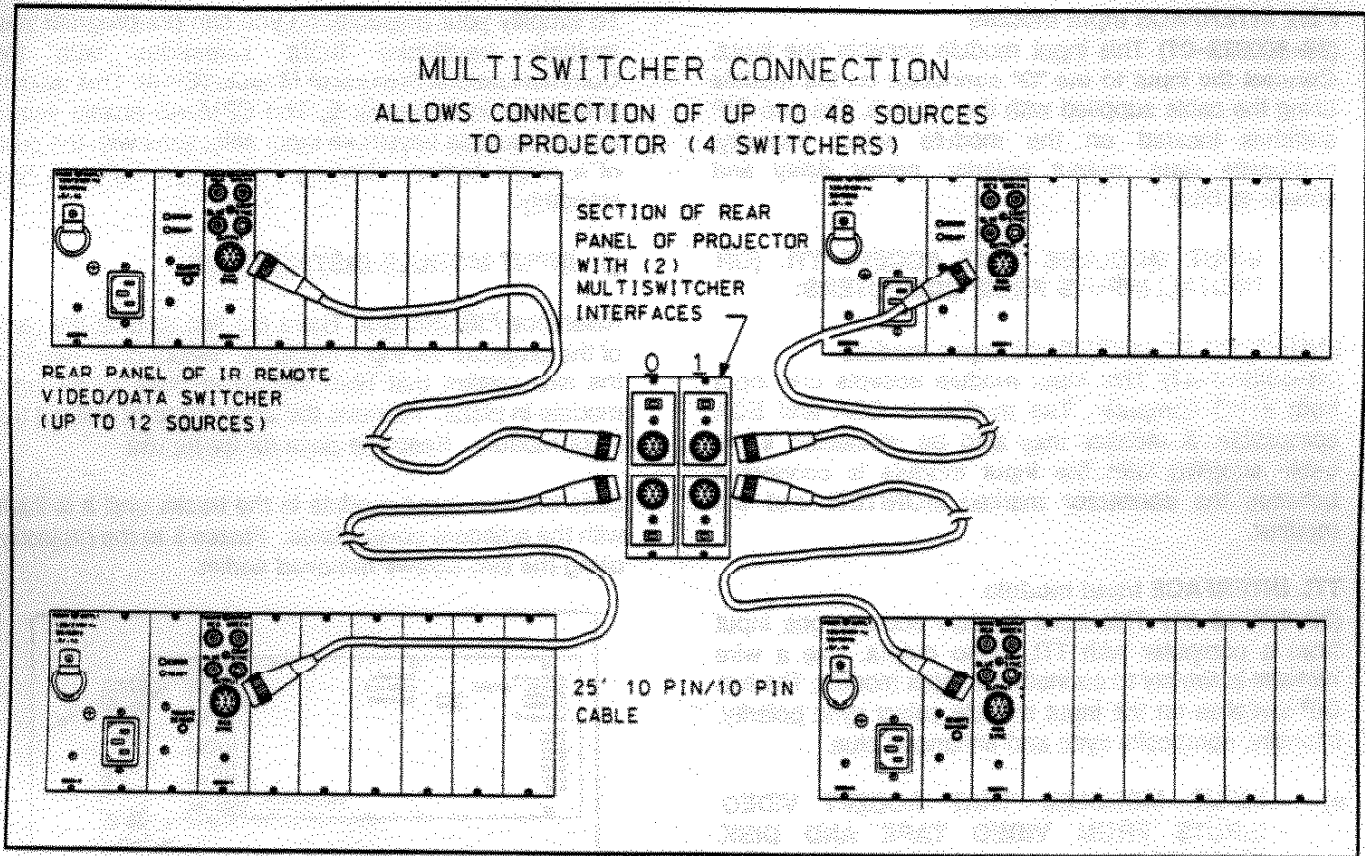 MULTISWITCHER CONNECTION
ALLOWS CONNECTION OF UP TO 48 SOURCES
TO PROJECTOR (4 SWITCHERS)
SECTION OF REAR
PANEL OF PROJECTOR
WITH (2)
MULTISWITCHER
INTERFACES
0 1
REAR PANEL OF IR REMOTE
VIDEO/DATA SWITCHER
(UP TO 12 SOURCES)
25' 10 PIN/10 PIN
CABLE